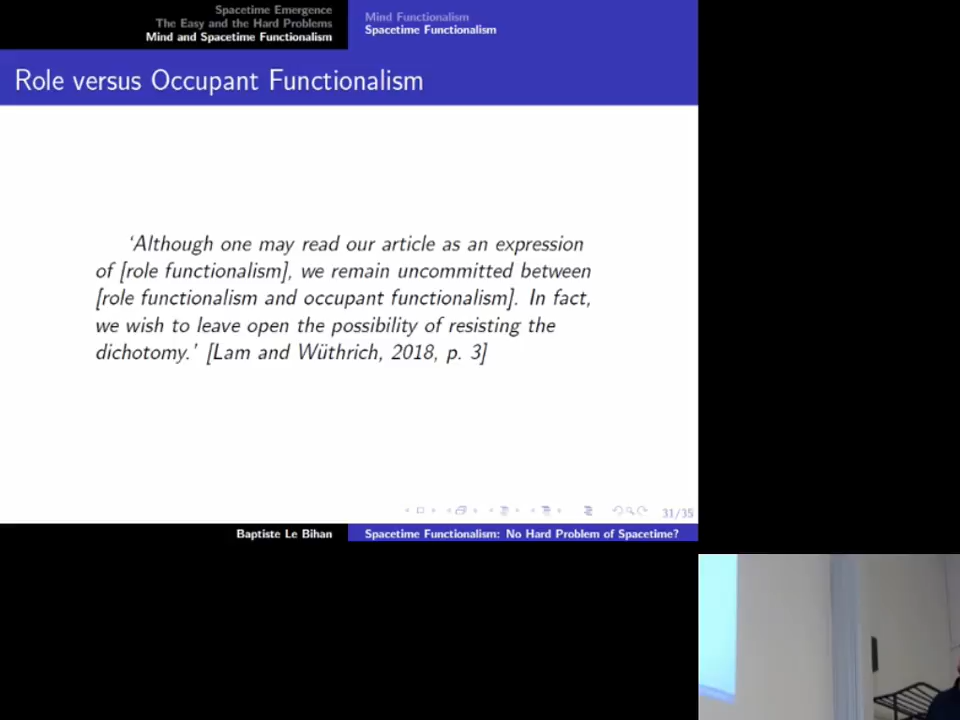 Spacetime Emergence
The Easy and the Hard Problems
Mind and Spacetime Functionalism
Mind Functionalism
Spacetime Functionalism
Role versus Occupant Functionalism
‘Although one may read our article as an expression
of [role functionalism], we remain uncommitted between
[role functionalism and occupant functionalism]. In fact,
we wish to leave open the possibility of resisting the
dichotomy.’ [Lam and Wüthrich, 2018, p. 3]
31/35
Baptiste Le Bihan
Spacetime Functionalism: No Hard Problem of Spacetime?